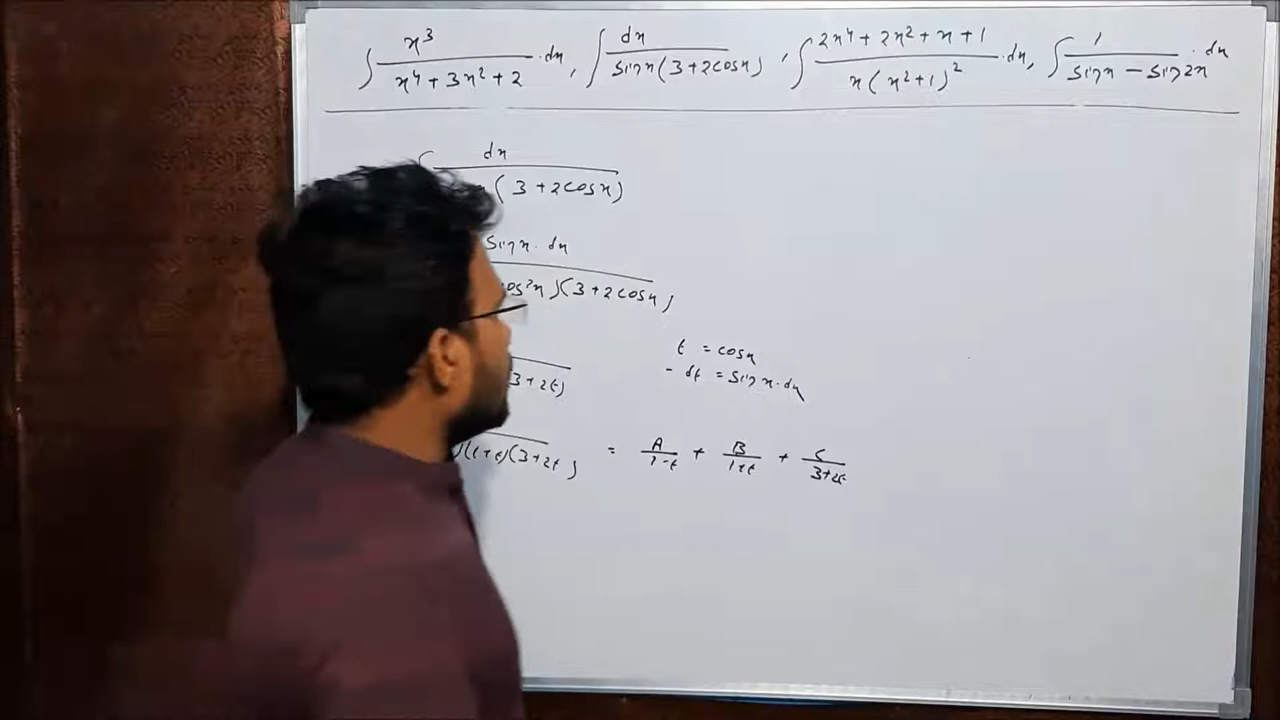 ∫ x³/(x⁴ + 3x² + 2) · dx, ∫ dx/(sinx(3+2cosx)), ∫ (2x⁴ + 2x² + x + 1)/(x(x²+1)²) · dx, ∫ 1/(sinx − sin2x) · dx
dx
(3+2cosx)
sinx · dx
os²x)(3+2cosx)
t = cosx
3+2t)
- dt = sinx·dx
)(1+t)(3+2t) = A/(1-t) + B/(1+t) + C/(3+2t)